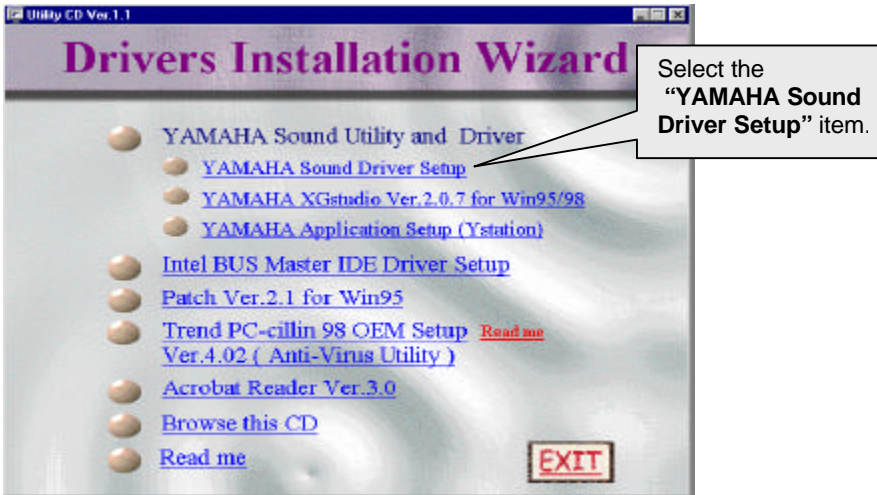 Utility CD Ver.1.1
Drivers Installation Wizard
Select the
“YAMAHA Sound
Driver Setup” item.
YAMAHA Sound Utility and Driver
YAMAHA Sound Driver Setup
YAMAHA XGstudio Ver.2.0.7 for Win95/98
YAMAHA Application Setup (Ystation)
Intel BUS Master IDE Driver Setup
Patch Ver.2.1 for Win95
Trend PC-cillin 98 OEM Setup Read me
Ver.4.02 ( Anti-Virus Utility )
Acrobat Reader Ver.3.0
Browse this CD
Read me
EXIT